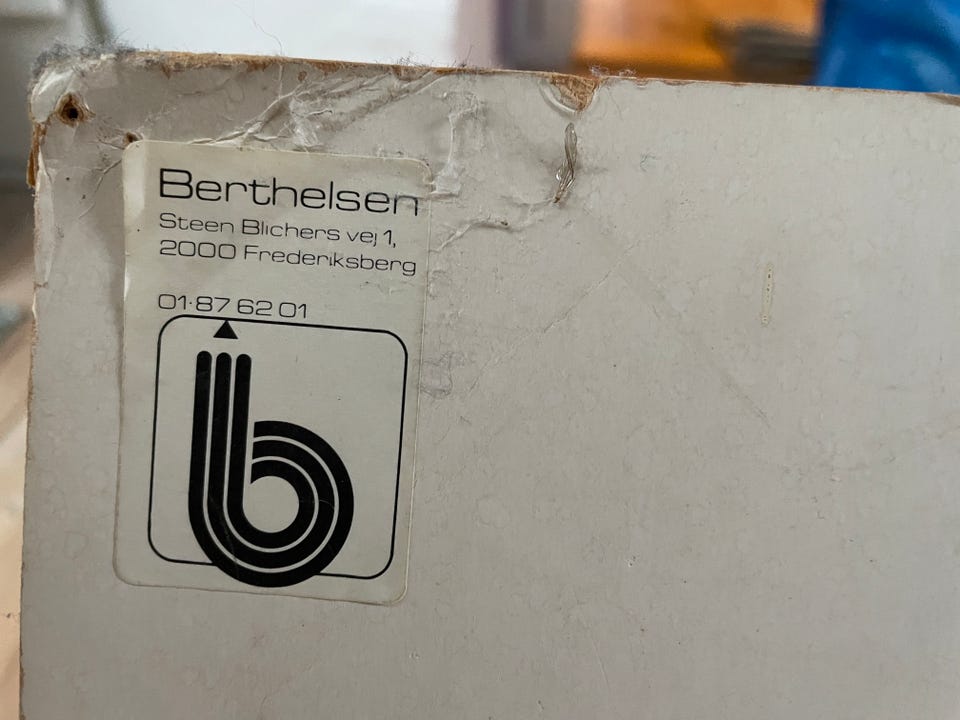 Berthelsen
Steen Blichers vej 1,
2000 Frederiksberg
01·87 62 01
b